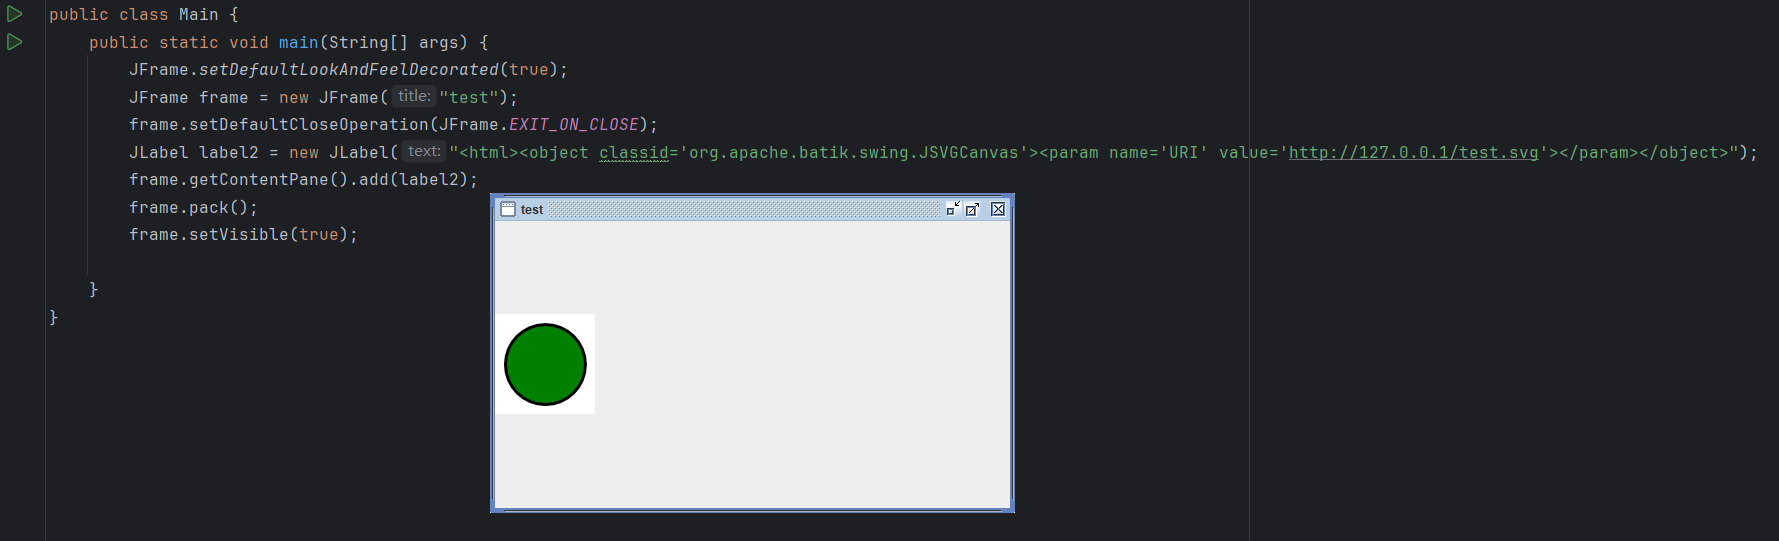 public class Main {
public static void main(String[] args) {
JFrame.setDefaultLookAndFeelDecorated(true);
JFrame frame = new JFrame( title: "test");
frame.setDefaultCloseOperation(JFrame.EXIT_ON_CLOSE);
JLabel label2 = new JLabel( text: "<html><object classid='org.apache.batik.swing.JSVGCanvas'><param name='URI' value='http://127.0.0.1/test.svg'></param></object>");
frame.getContentPane().add(label2);
frame.pack();
frame.setVisible(true);
}
}
test